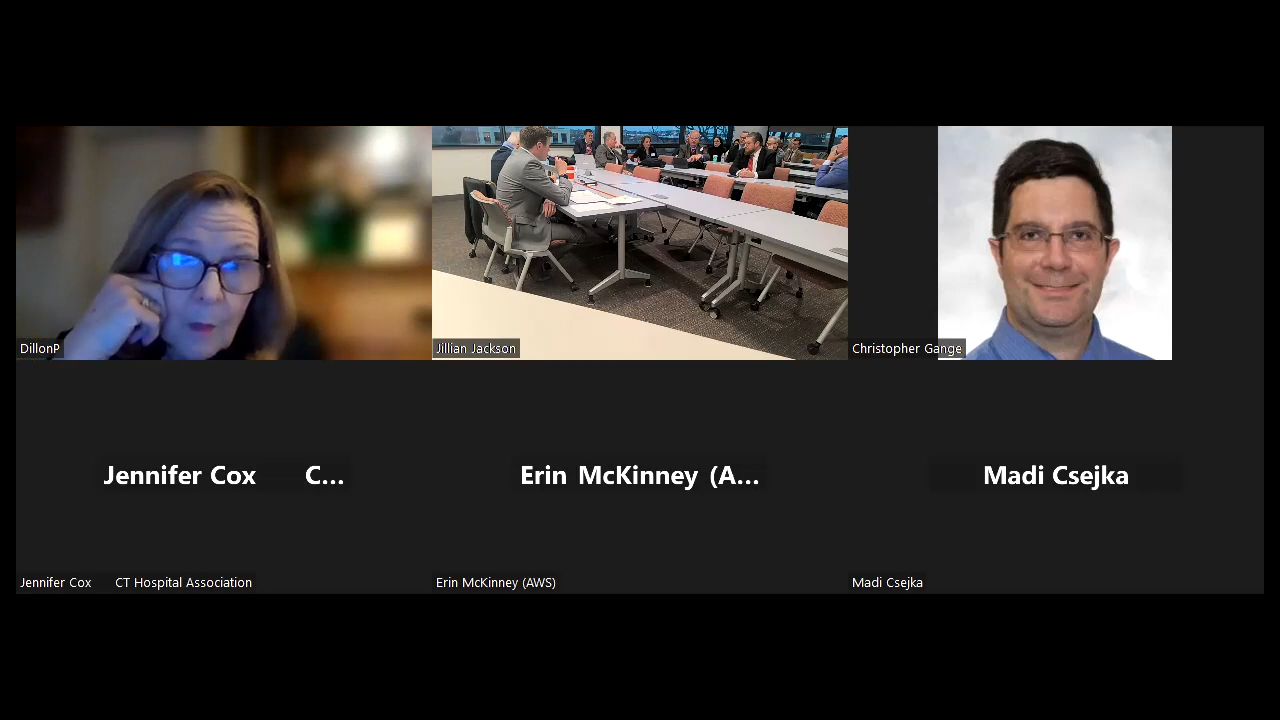 DillonP
Jillian Jackson
Christopher Gange
Jennifer Cox C...
Erin McKinney (A...
Madi Csejka
Jennifer Cox CT Hospital Association
Erin McKinney (AWS)
Madi Csejka